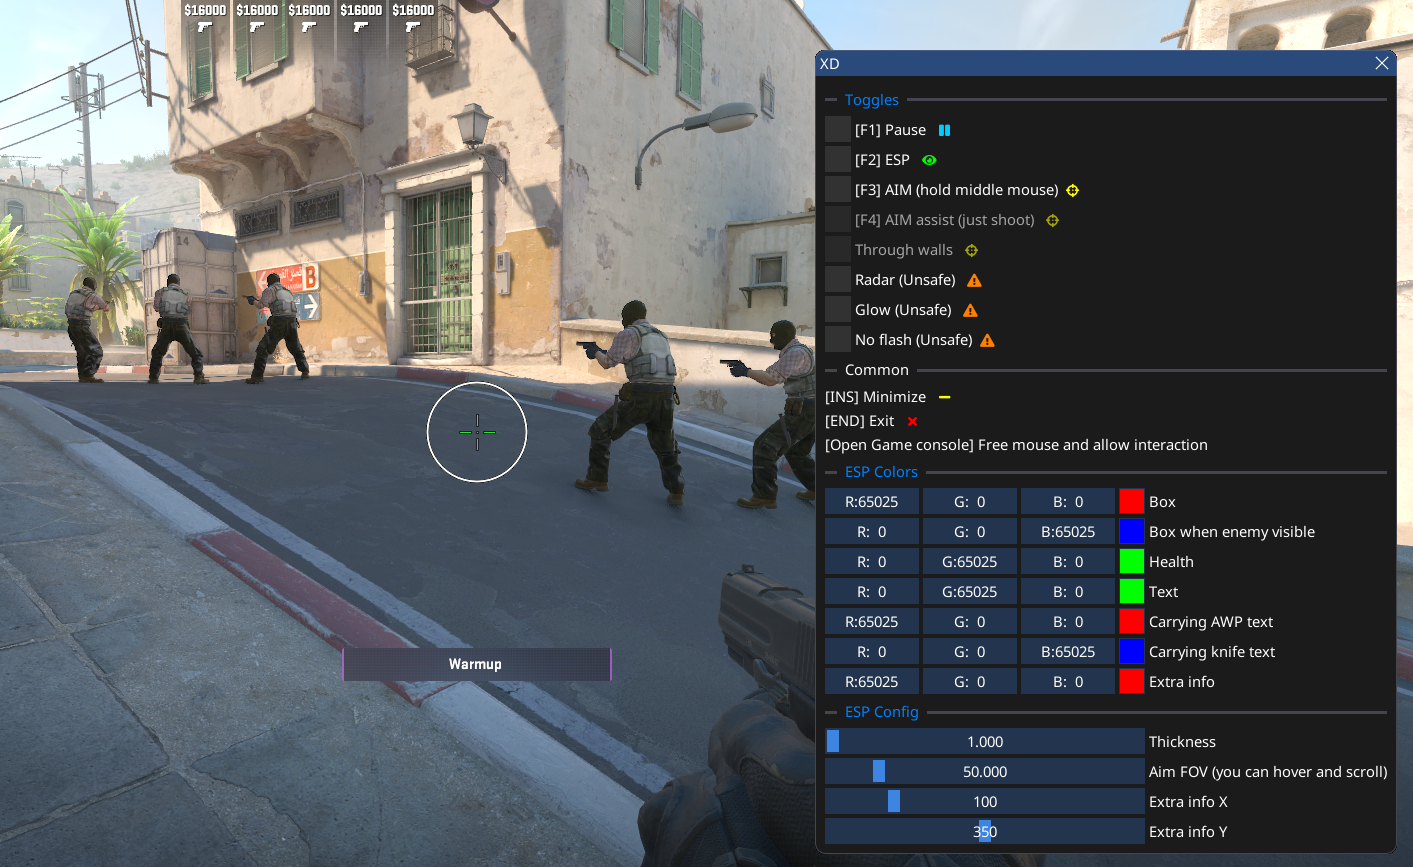 $16000 $16000 $16000 $16000 $16000
14
B
Warmup
XD
Toggles
[F1] Pause
[F2] ESP
[F3] AIM (hold middle mouse)
[F4] AIM assist (just shoot)
Through walls
Radar (Unsafe)
Glow (Unsafe)
No flash (Unsafe)
Common
[INS] Minimize
[END] Exit
[Open Game console] Free mouse and allow interaction
ESP Colors
R:65025 G: 0 B: 0 Box
R: 0 G: 0 B:65025 Box when enemy visible
R: 0 G:65025 B: 0 Health
R: 0 G:65025 B: 0 Text
R:65025 G: 0 B: 0 Carrying AWP text
R: 0 G: 0 B:65025 Carrying knife text
R:65025 G: 0 B: 0 Extra info
ESP Config
1.000 Thickness
50.000 Aim FOV (you can hover and scroll)
100 Extra info X
350 Extra info Y